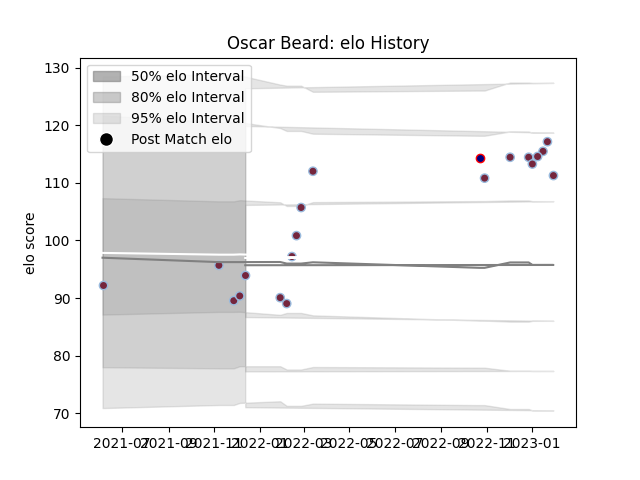 Oscar Beard: elo History
130
120
110
100
90
80
70
elo score
50% elo Interval
80% elo Interval
95% elo Interval
Post Match elo
2021-07
2021-09
2021-11
2022-01
2022-03
2022-05
2022-07
2022-09
2022-11
2023-01